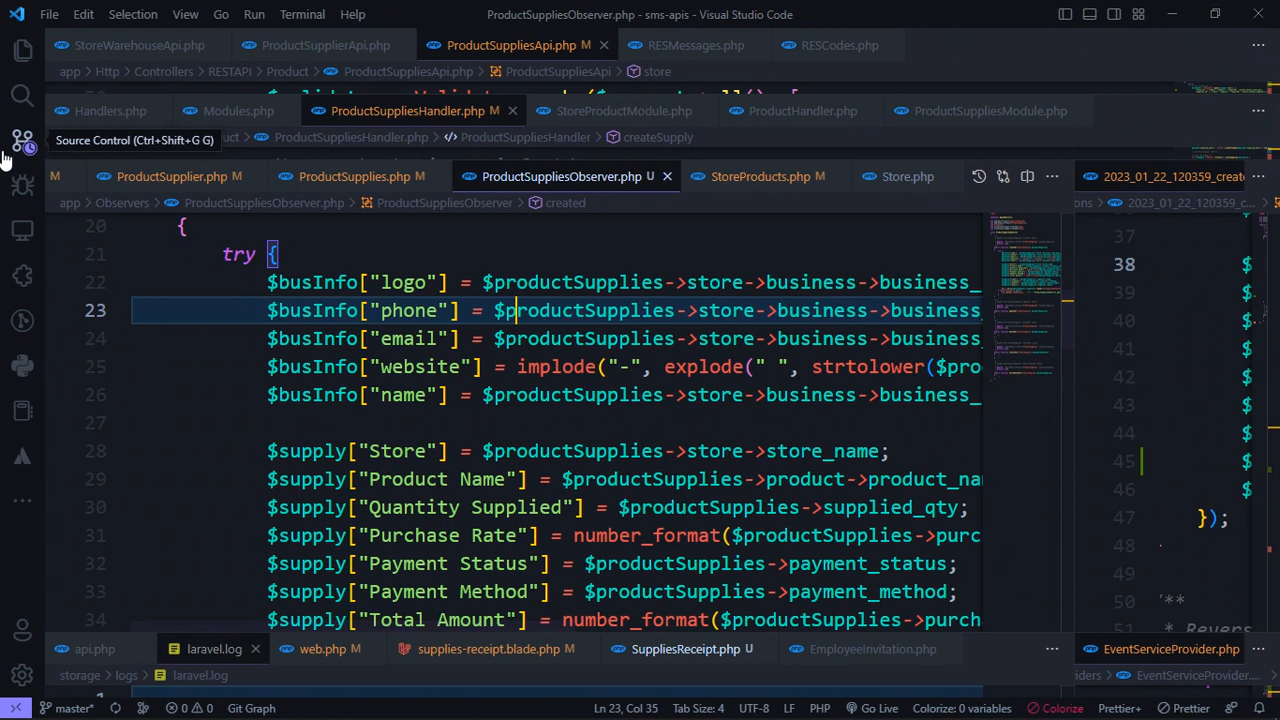 File Edit Selection View Go Run Terminal Help ProductSuppliesObserver.php - sms-apis - Visual Studio Code
StoreWarehouseApi.php ProductSupplierApi.php ProductSuppliesApi.php M RESMessages.php RESCodes.php
app > Http > Controllers > RESTAPI > Product > ProductSuppliesApi.php > ProductSuppliesApi > store
Handlers.php Modules.php ProductSuppliesHandler.php M StoreProductModule.php ProductHandler.php ProductSuppliesModule.php
Source Control (Ctrl+Shift+G G) uct > ProductSuppliesHandler.php > ProductSuppliesHandler > createSupply
M ProductSupplier.php M ProductSupplies.php M ProductSuppliesObserver.php U StoreProducts.php M Store.php
app > Observers > ProductSuppliesObserver.php > ProductSuppliesObserver > created
20 {
21 try {
22 $busInfo["logo"] = $productSupplies->store->business->business_
23 $busInfo["phone"] = $productSupplies->store->business->business
24 $busInfo["email"] = $productSupplies->store->business->business
25 $busInfo["website"] = implode("-", explode(" ", strtolower($pro
26 $busInfo["name"] = $productSupplies->store->business->business_
27
28 $supply["Store"] = $productSupplies->store->store_name;
29 $supply["Product Name"] = $productSupplies->product->product_na
30 $supply["Quantity Supplied"] = $productSupplies->supplied_qty;
31 $supply["Purchase Rate"] = number_format($productSupplies->purc
32 $supply["Payment Status"] = $productSupplies->payment_status;
33 $supply["Payment Method"] = $productSupplies->payment_method;
34 $supply["Total Amount"] = number_format($productSupplies->purch
2023_01_22_120359_create
ons > 2023_01_22_120359_c...
37
38 $
39 $
40 $
41 $
42 $
43 $
44 $
45 $
46 $
47 });
48
49
50 /**
51 * Revers
api.php laravel.log web.php M supplies-receipt.blade.php M SuppliesReceipt.php U EmployeeInvitation.php
storage > logs > laravel.log
1
EventServiceProvider.php
iders > EventServiceProvider....
master* 0 0 Git Graph Ln 23, Col 35 Tab Size: 4 UTF-8 LF PHP Go Live Colorize: 0 variables Colorize Prettier+ Prettier